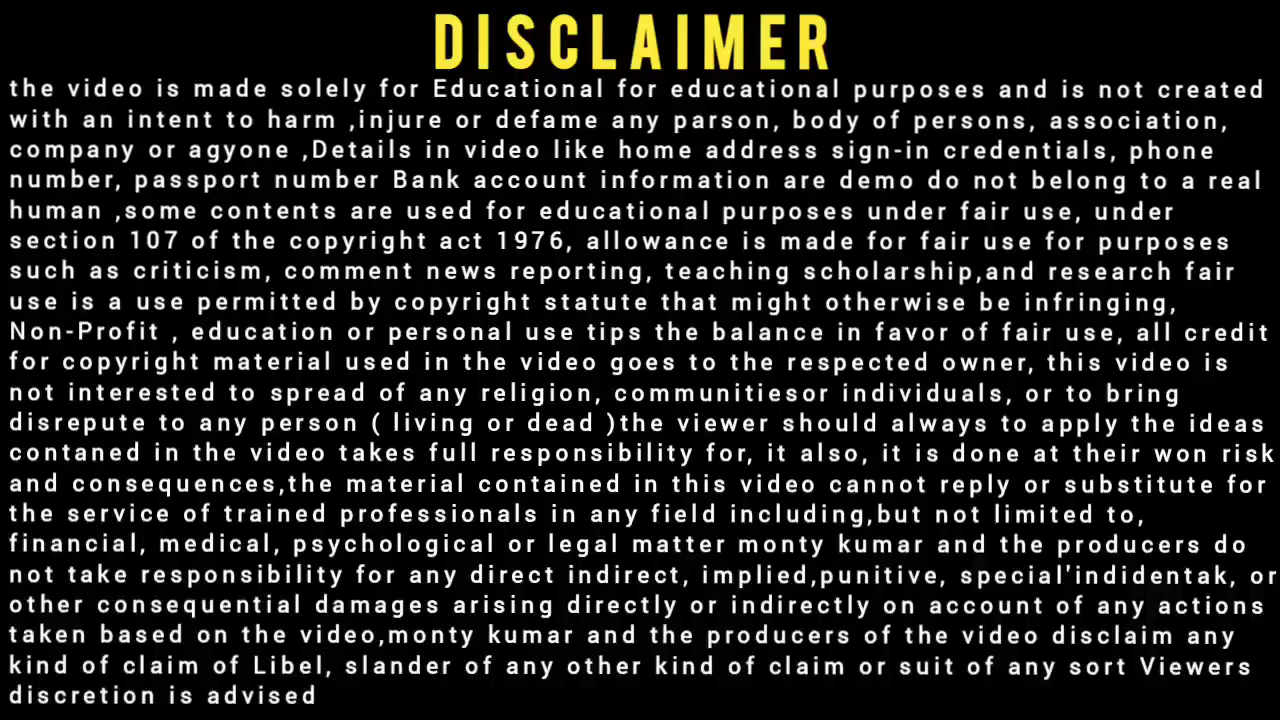 DISCLAIMER
the video is made solely for Educational for educational purposes and is not created
with an intent to harm ,injure or defame any parson, body of persons, association,
company or agyone ,Details in video like home address sign-in credentials, phone
number, passport number Bank account information are demo do not belong to a real
human ,some contents are used for educational purposes under fair use, under
section 107 of the copyright act 1976, allowance is made for fair use for purposes
such as criticism, comment news reporting, teaching scholarship,and research fair
use is a use permitted by copyright statute that might otherwise be infringing,
Non-Profit , education or personal use tips the balance in favor of fair use, all credit
for copyright material used in the video goes to the respected owner, this video is
not interested to spread of any religion, communitiesor individuals, or to bring
disrepute to any person ( living or dead )the viewer should always to apply the ideas
contaned in the video takes full responsibility for, it also, it is done at their won risk
and consequences,the material contained in this video cannot reply or substitute for
the service of trained professionals in any field including,but not limited to,
financial, medical, psychological or legal matter monty kumar and the producers do
not take responsibility for any direct indirect, implied,punitive, special'indidentak, or
other consequential damages arising directly or indirectly on account of any actions
taken based on the video,monty kumar and the producers of the video disclaim any
kind of claim of Libel, slander of any other kind of claim or suit of any sort Viewers
discretion is advised